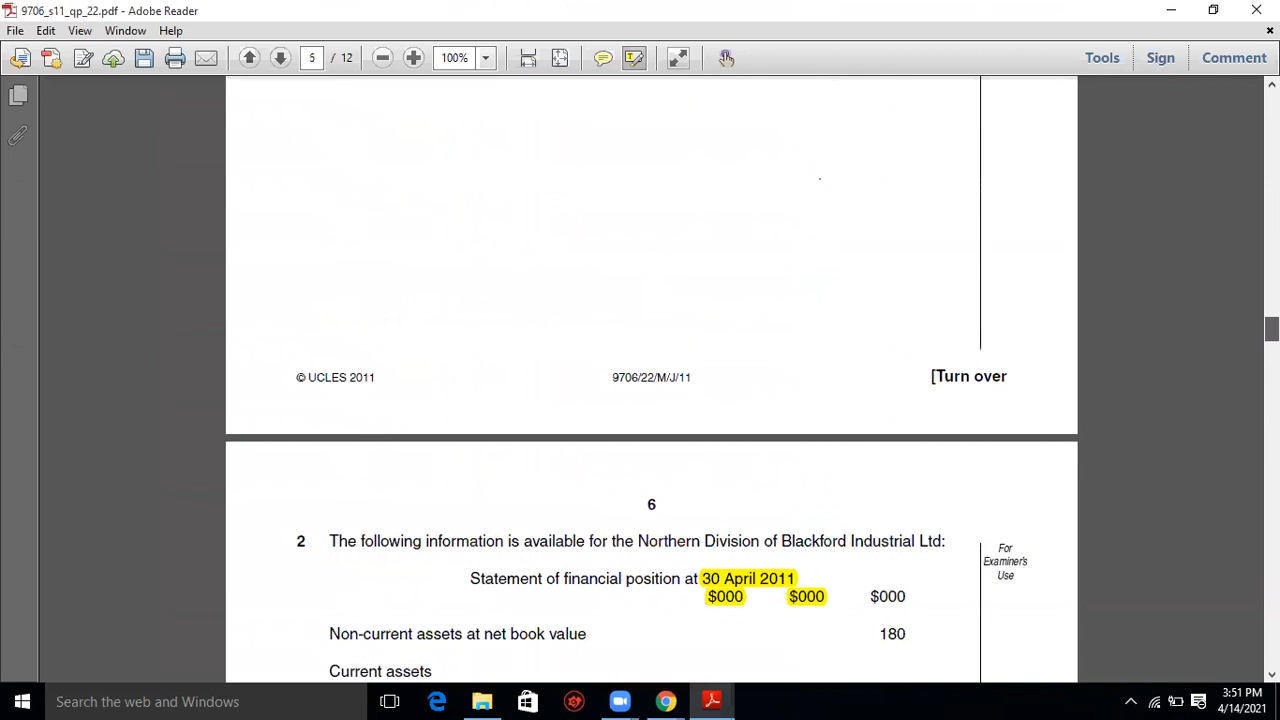 9706_s11_qp_22.pdf - Adobe Reader
File Edit View Window Help
5 / 12 100% Tools Sign Comment
© UCLES 2011 9706/22/M/J/11 [Turn over
6
2 The following information is available for the Northern Division of Blackford Industrial Ltd:
For
Examiner's
Use
Statement of financial position at 30 April 2011
$000 $000 $000
Non-current assets at net book value 180
Current assets
Search the web and Windows
3:51 PM
4/14/2021